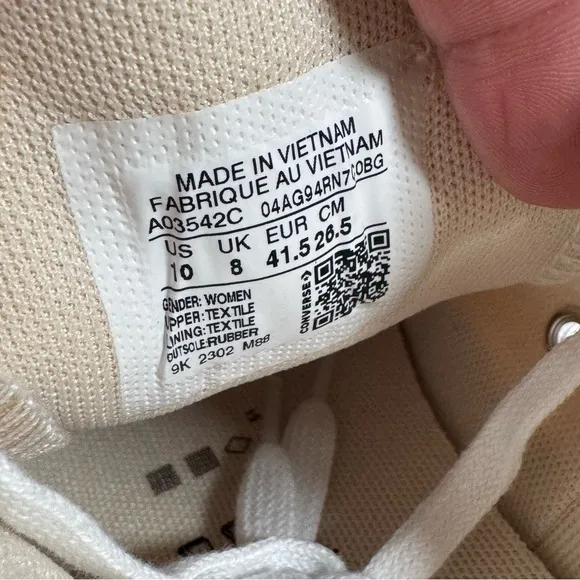 MADE IN VIETNAM
FABRIQUE AU VIETNAM
A03542C 04AG94RN7COBG
US UK EUR CM
10 8 41.5 26.5
GENDER: WOMEN
UPPER: TEXTILE
LINING: TEXTILE
OUTSOLE: RUBBER
9K 2302 M88
CONVERSE